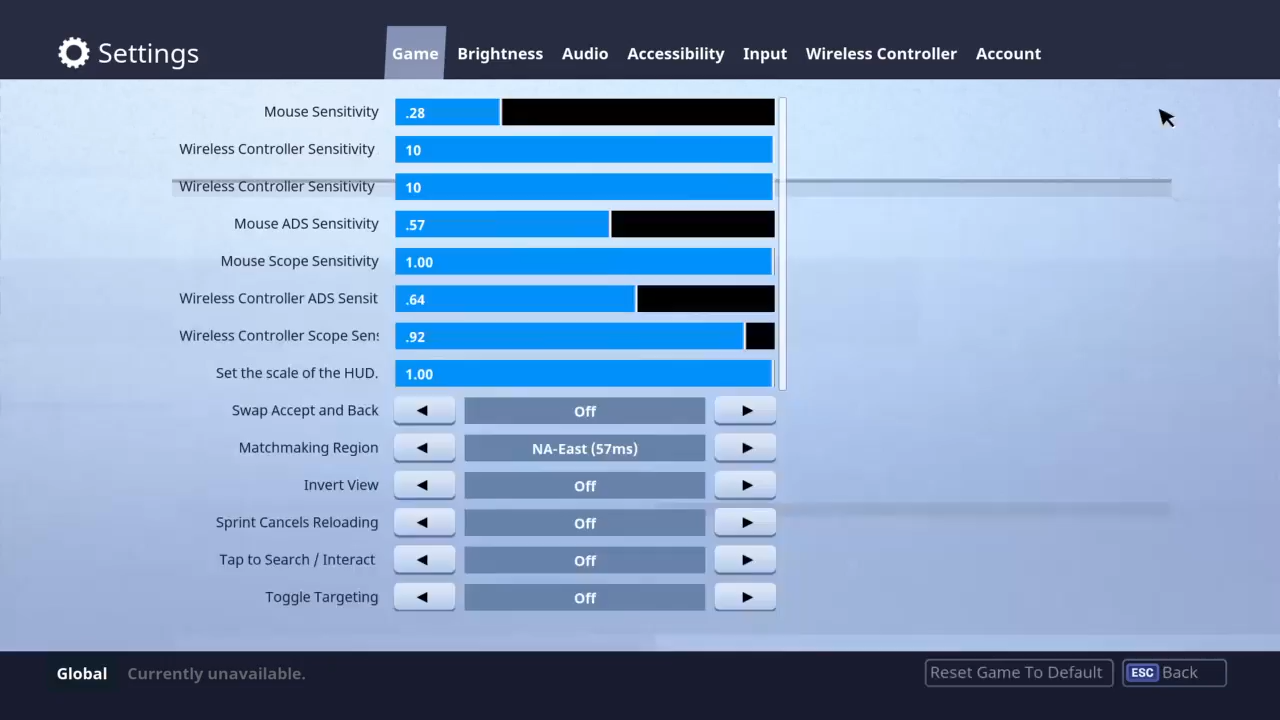 Settings
Game Brightness Audio Accessibility Input Wireless Controller Account
Mouse Sensitivity .28
Wireless Controller Sensitivity 10
Wireless Controller Sensitivity 10
Mouse ADS Sensitivity .57
Mouse Scope Sensitivity 1.00
Wireless Controller ADS Sensit .64
Wireless Controller Scope Sens .92
Set the scale of the HUD. 1.00
Swap Accept and Back Off
Matchmaking Region NA-East (57ms)
Invert View Off
Sprint Cancels Reloading Off
Tap to Search / Interact Off
Toggle Targeting Off
Global Currently unavailable. Reset Game To Default ESC Back